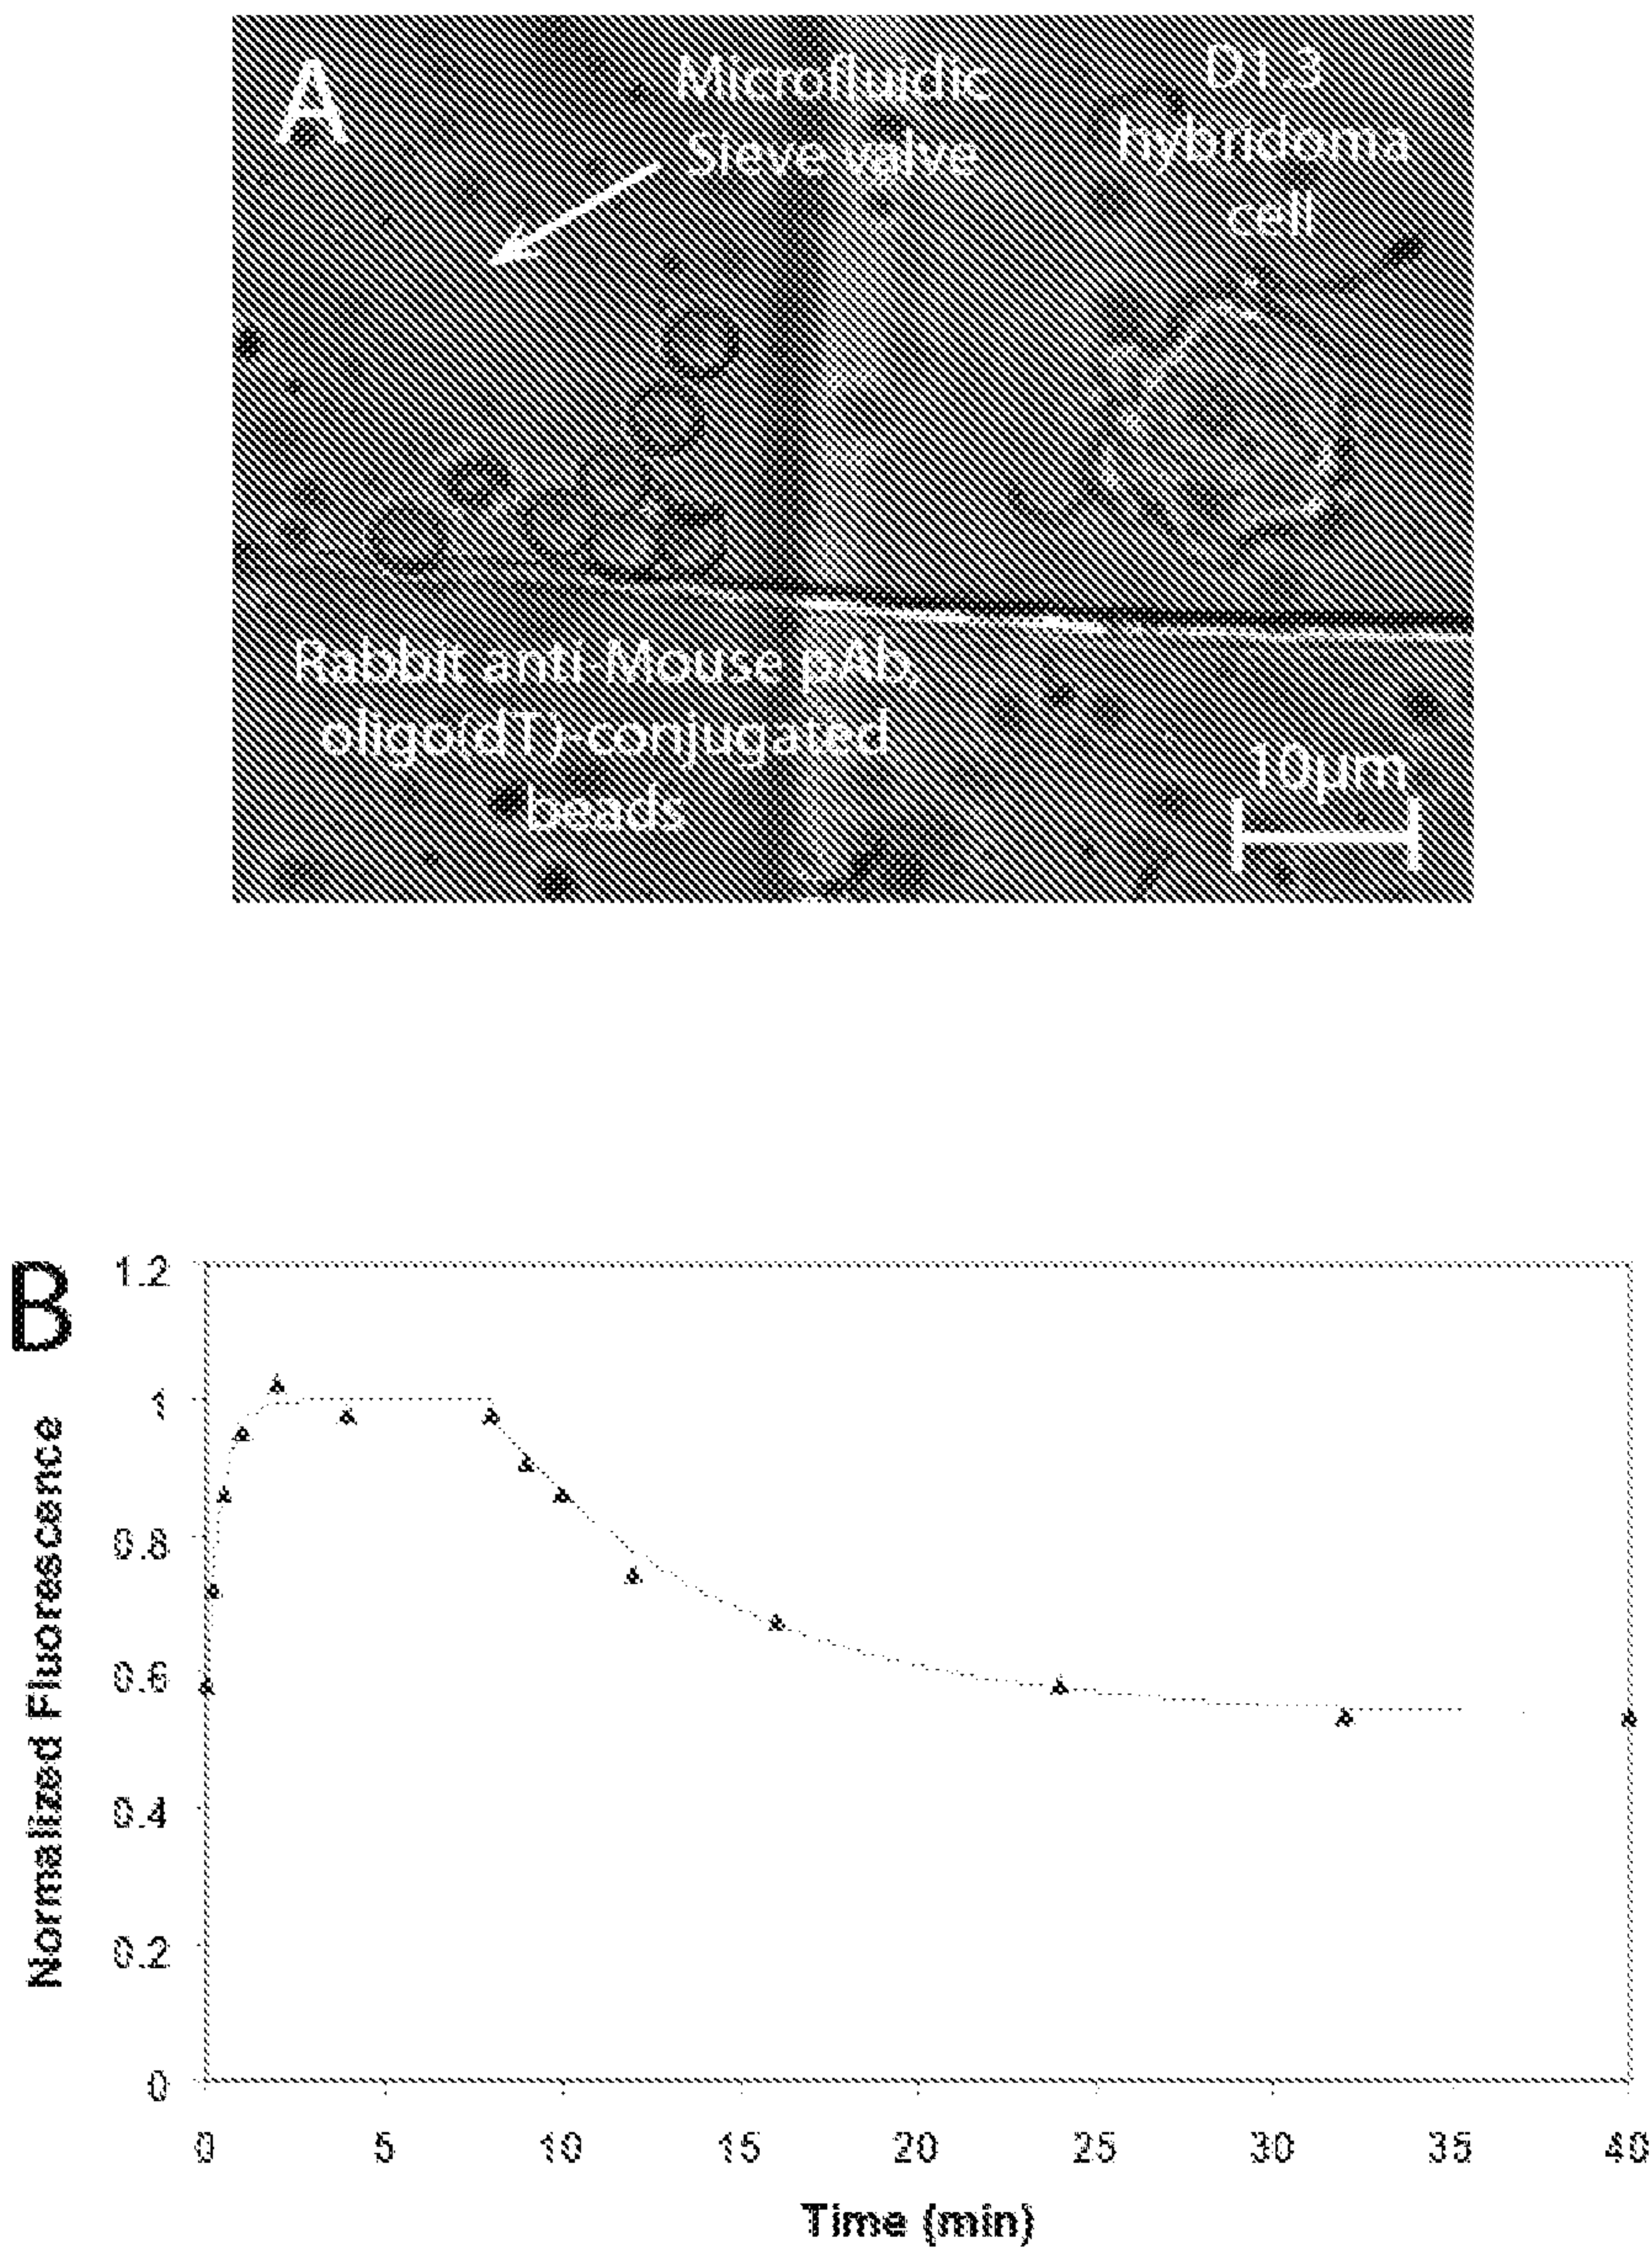 A
Microfluidic
Sieve valve
D1.3
hybridoma
cell
Rabbit anti-Mouse pAb,
oligo(dT)-conjugated
beads
10µm
B
1.2
1
0.8
0.6
0.4
0.2
0
Normalized Fluorescence
0 5 10 15 20 25 30 35 40
Time (min)